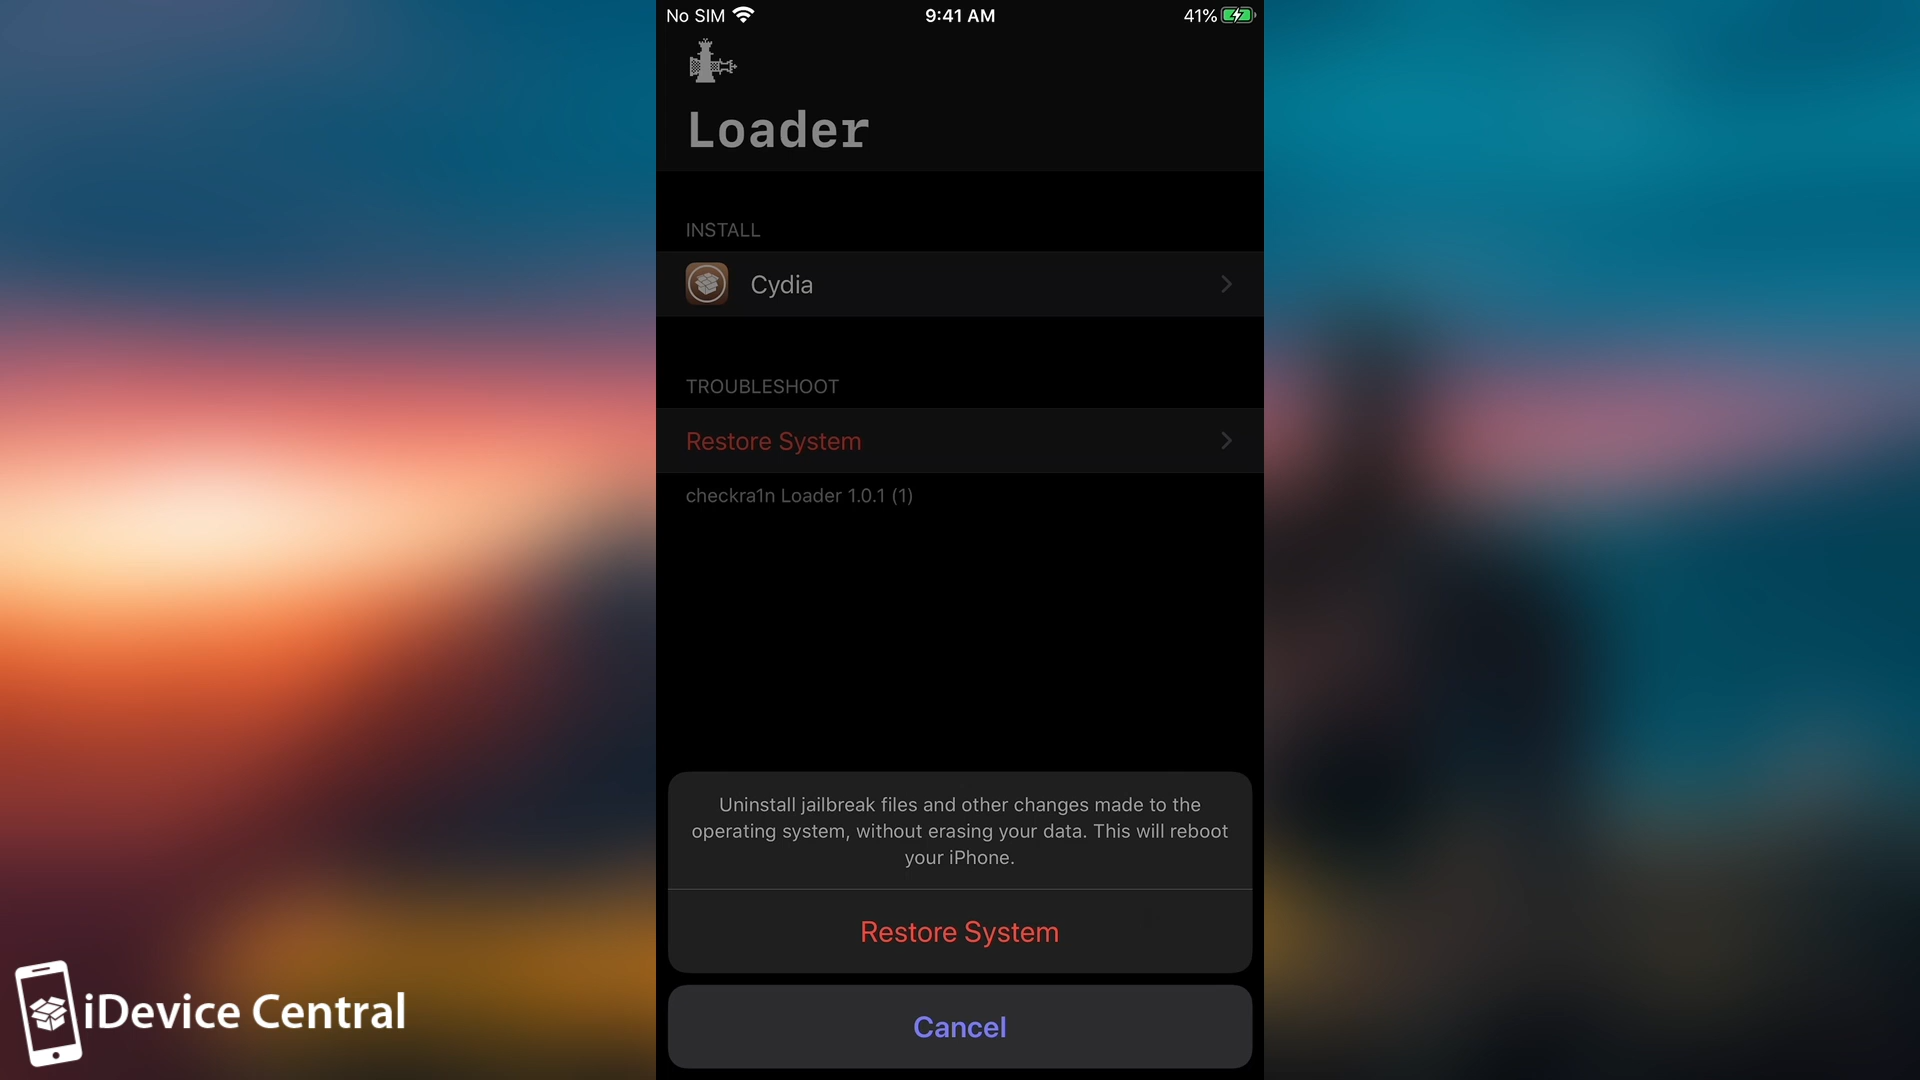 No SIM 9:41 AM 41%
Loader
INSTALL
Cydia
TROUBLESHOOT
Restore System
checkra1n Loader 1.0.1 (1)
Uninstall jailbreak files and other changes made to the
operating system, without erasing your data. This will reboot
your iPhone.
Restore System
Cancel
iDevice Central